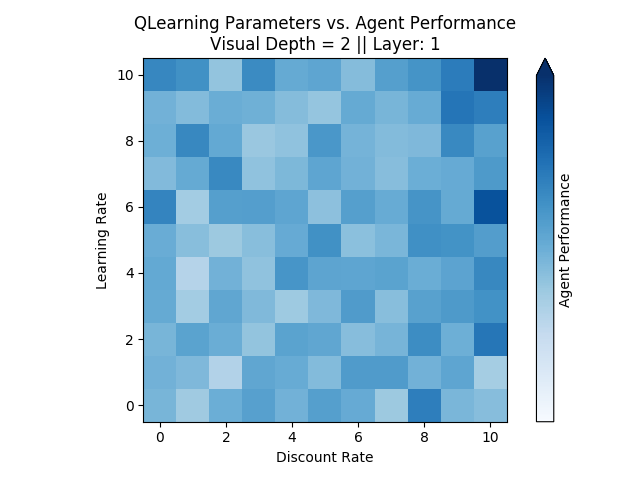 QLearning Parameters vs. Agent Performance
Visual Depth = 2 || Layer: 1
10
8
6
4
2
0
Learning Rate
0 2 4 6 8 10
Discount Rate
Agent Performance